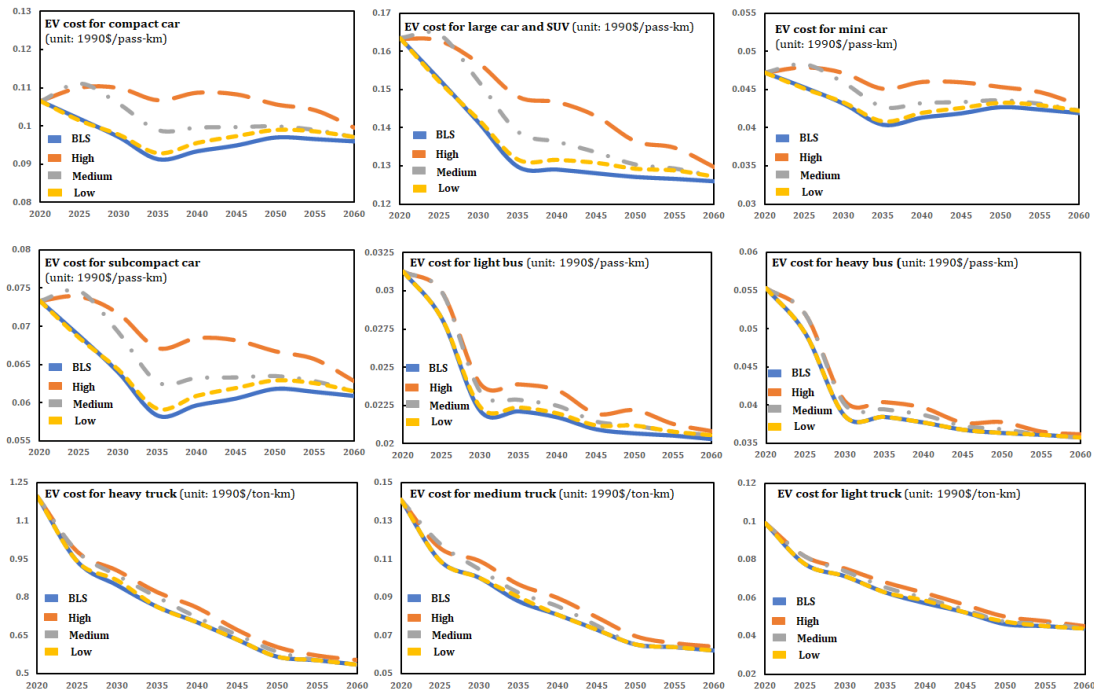 EV cost for compact car
(unit: 1990$/pass-km)
0.13
0.12
0.11
0.1
0.09
0.08
BLS
High
Medium
Low
2020 2025 2030 2035 2040 2045 2050 2055 2060
EV cost for large car and SUV (unit: 1990$/pass-km)
0.17
0.16
0.15
0.14
0.13
0.12
BLS
High
Medium
Low
2020 2025 2030 2035 2040 2045 2050 2055 2060
EV cost for mini car
(unit: 1990$/pass-km)
0.055
0.05
0.045
0.04
0.035
0.03
BLS
High
Medium
Low
2020 2025 2030 2035 2040 2045 2050 2055 2060
EV cost for subcompact car
(unit: 1990$/pass-km)
0.08
0.075
0.07
0.065
0.06
0.055
BLS
High
Medium
Low
2020 2025 2030 2035 2040 2045 2050 2055 2060
EV cost for light bus (unit: 1990$/pass-km)
0.0325
0.03
0.0275
0.025
0.0225
0.02
BLS
High
Medium
Low
2020 2025 2030 2035 2040 2045 2050 2055 2060
EV cost for heavy bus (unit: 1990$/pass-km)
0.06
0.055
0.05
0.045
0.04
0.035
BLS
High
Medium
Low
2020 2025 2030 2035 2040 2045 2050 2055 2060
EV cost for heavy truck (unit: 1990$/ton-km)
1.25
1.1
0.95
0.8
0.65
0.5
BLS
High
Medium
Low
2020 2025 2030 2035 2040 2045 2050 2055 2060
EV cost for medium truck (unit: 1990$/ton-km)
0.15
0.13
0.11
0.09
0.07
0.5
BLS
High
Medium
Low
2020 2025 2030 2035 2040 2045 2050 2055 2060
EV cost for light truck (unit: 1990$/ton-km)
0.12
0.1
0.08
0.06
0.04
0.02
BLS
High
Medium
Low
2020 2025 2030 2035 2040 2045 2050 2055 2060